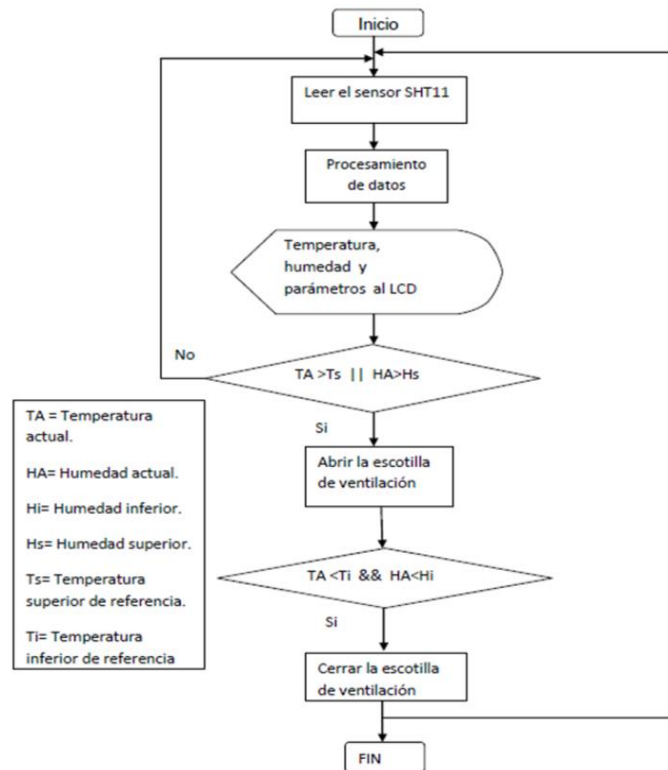 Inicio
Leer el sensor SHT11
Procesamiento
de datos
Temperatura,
humedad y
parámetros al LCD
No
TA >Ts || HA>Hs
Si
Abrir la escotilla
de ventilación
TA <Ti && HA<Hi
Si
Cerrar la escotilla
de ventilación
FIN
TA = Temperatura
actual.
HA= Humedad actual.
Hi= Humedad inferior.
Hs= Humedad superior.
Ts= Temperatura
superior de referencia.
Ti= Temperatura
inferior de referencia